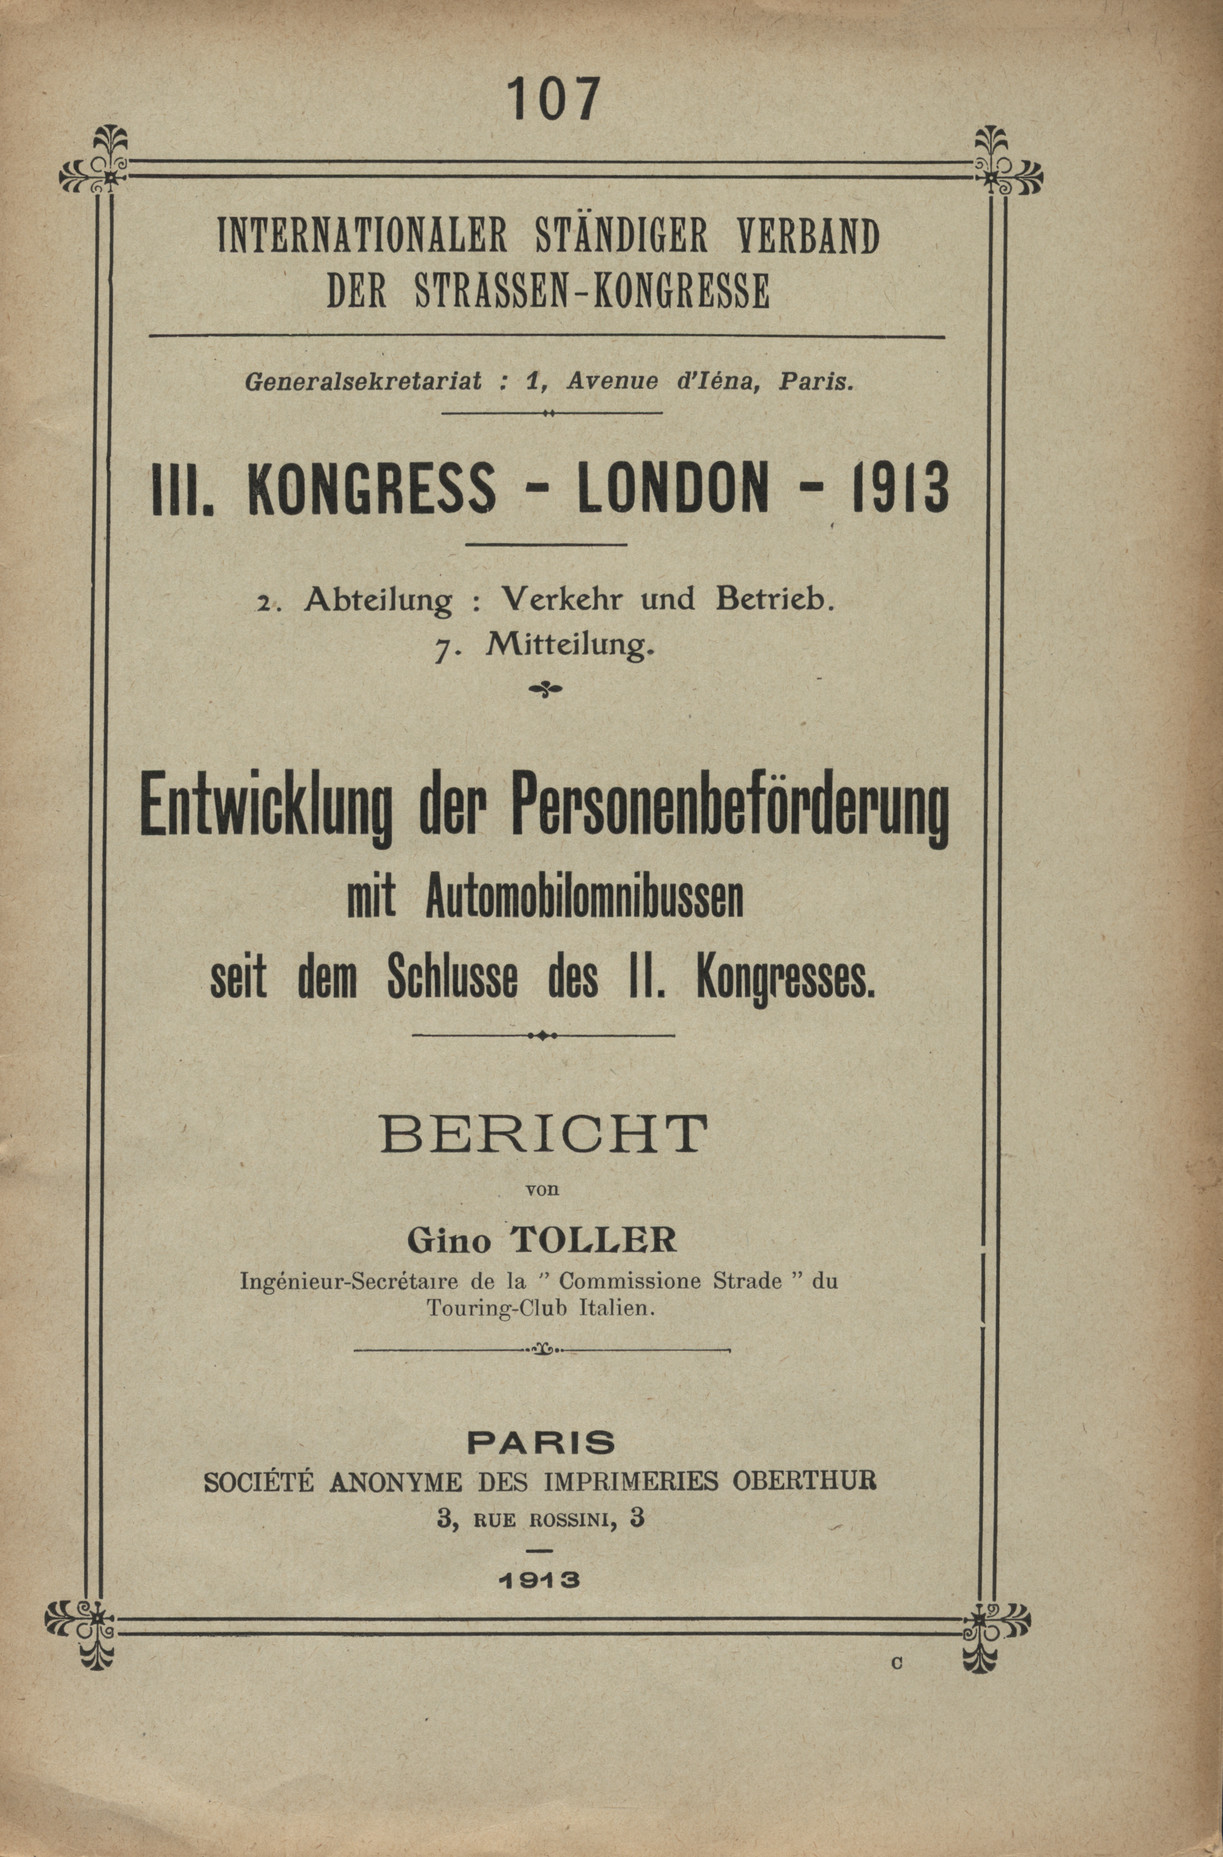 107
INTERNATIONALER STÄNDIGER VERBAND
DER STRASSEN-KONGRESSE
Generalsekretariat : 1, Avenue d'Iéna, Paris.
III. KONGRESS - LONDON - 1913
2. Abteilung : Verkehr und Betrieb.
7. Mitteilung.
Entwicklung der Personenbeförderung
mit Automobilomnibussen
seit dem Schlusse des II. Kongresses.
BERICHT
von
Gino TOLLER
Ingénieur-Secrétaire de la " Commissione Strade " du
Touring-Club Italien.
PARIS
SOCIÉTÉ ANONYME DES IMPRIMERIES OBERTHUR
3, RUE ROSSINI, 3
1913
C